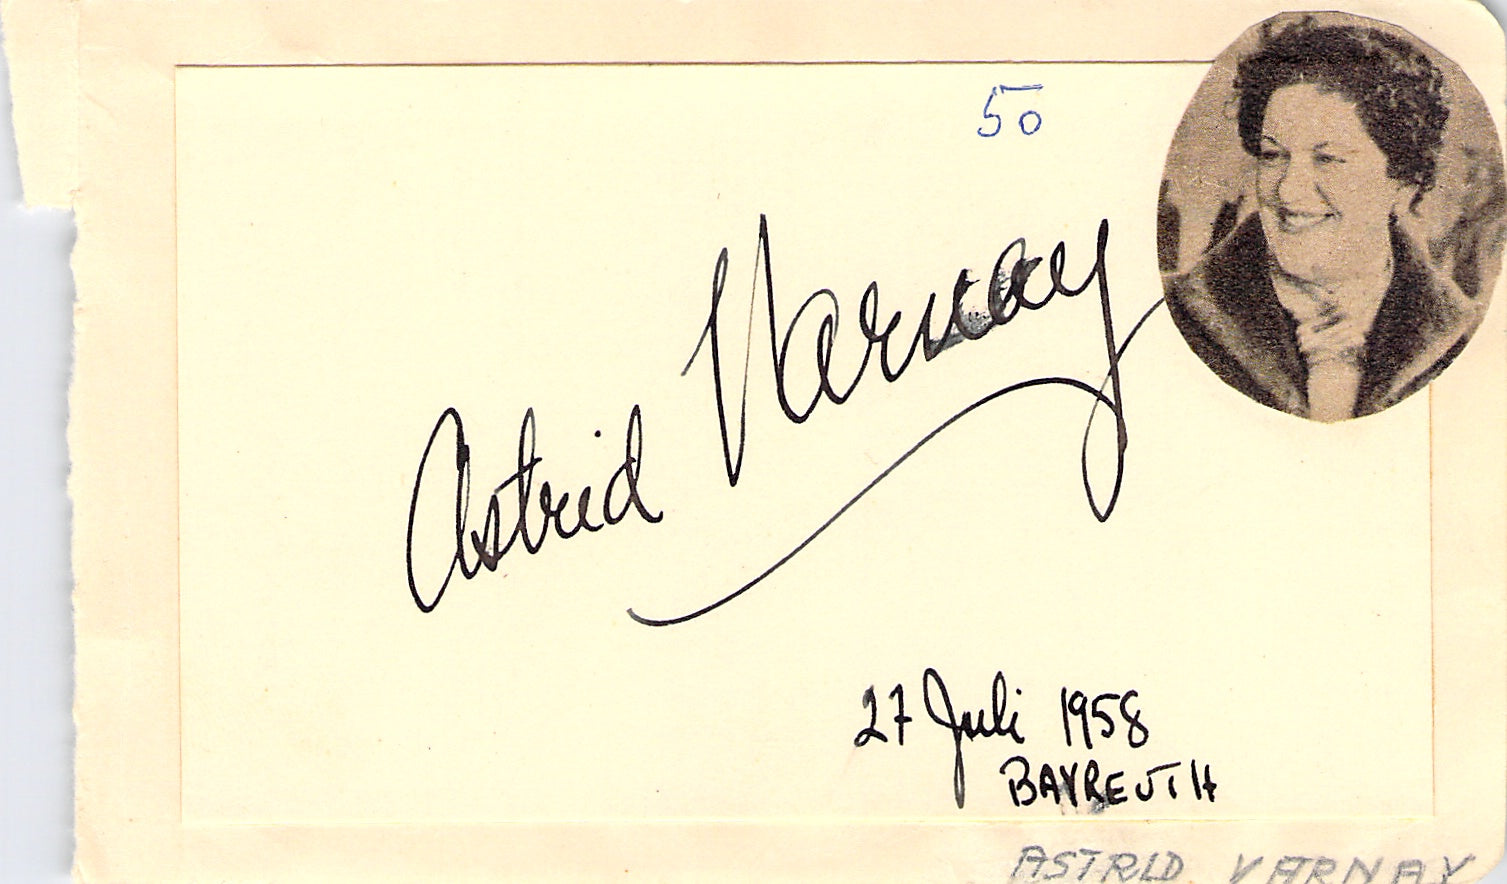 50
Astrid Varnay
27 Juli 1958
BAYREUTH
ASTRID VARNAY